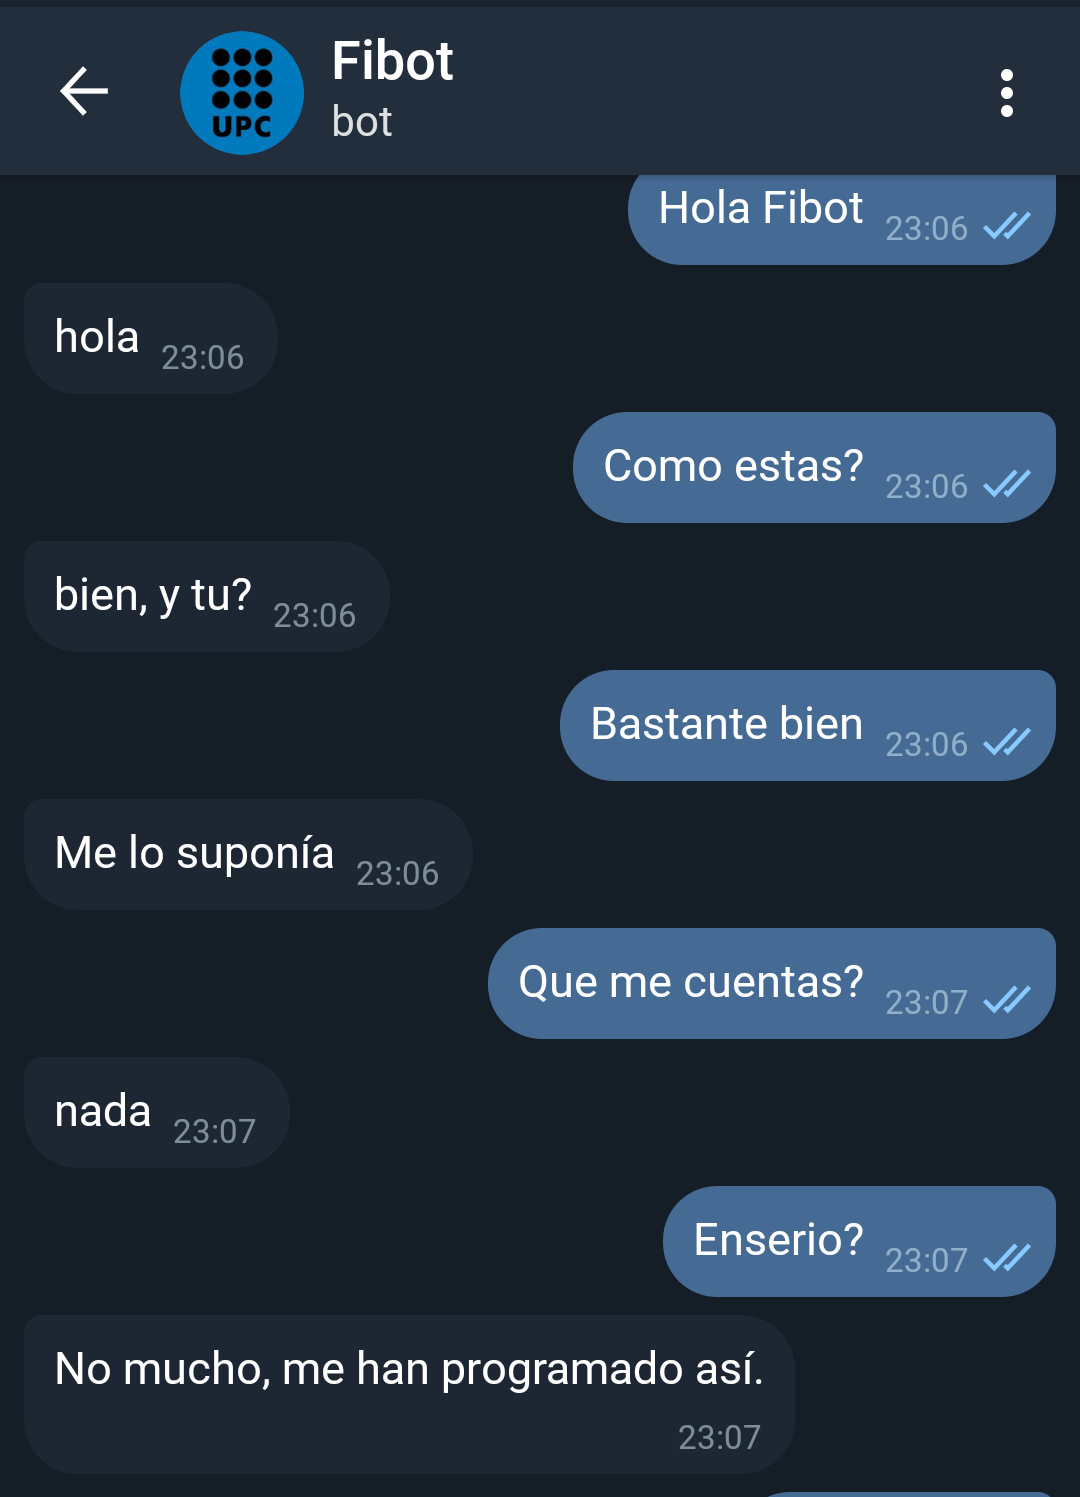 Fibot
bot
UPC
Hola Fibot 23:06
hola 23:06
Como estas? 23:06
bien, y tu? 23:06
Bastante bien 23:06
Me lo suponía 23:06
Que me cuentas? 23:07
nada 23:07
Enserio? 23:07
No mucho, me han programado así.
23:07